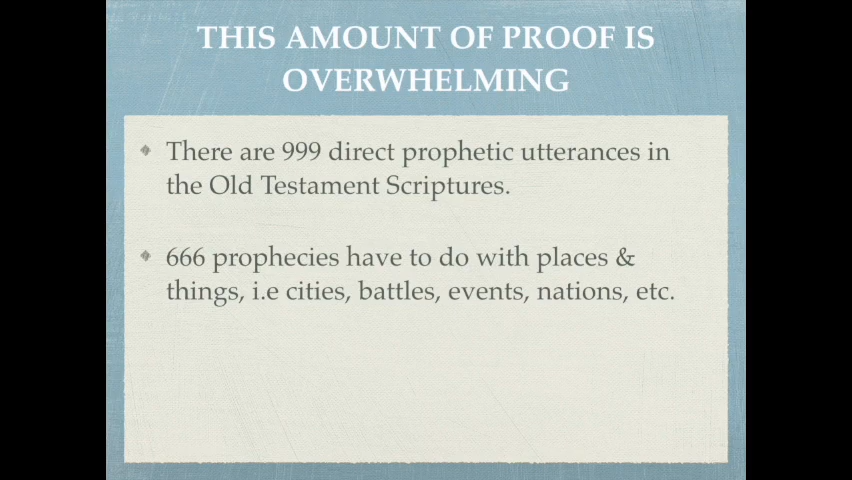 THIS AMOUNT OF PROOF IS
OVERWHELMING
There are 999 direct prophetic utterances in
the Old Testament Scriptures.
666 prophecies have to do with places &
things, i.e cities, battles, events, nations, etc.